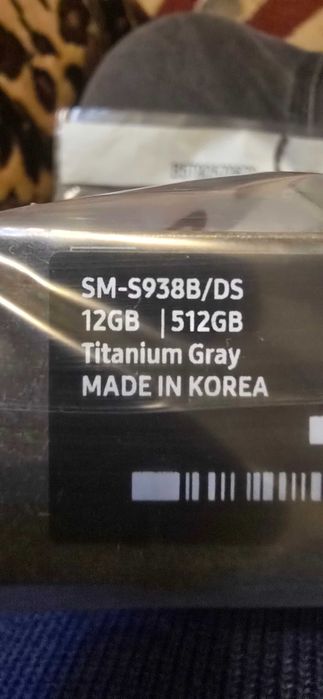 SM-S938B/DS
12GB | 512GB
Titanium Gray
MADE IN KOREA